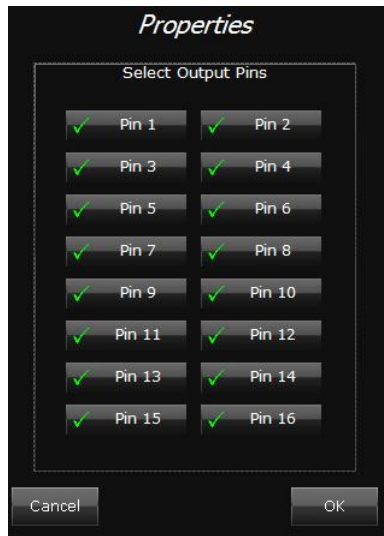 Properties
Select Output Pins
Pin 1 Pin 2
Pin 3 Pin 4
Pin 5 Pin 6
Pin 7 Pin 8
Pin 9 Pin 10
Pin 11 Pin 12
Pin 13 Pin 14
Pin 15 Pin 16
Cancel OK